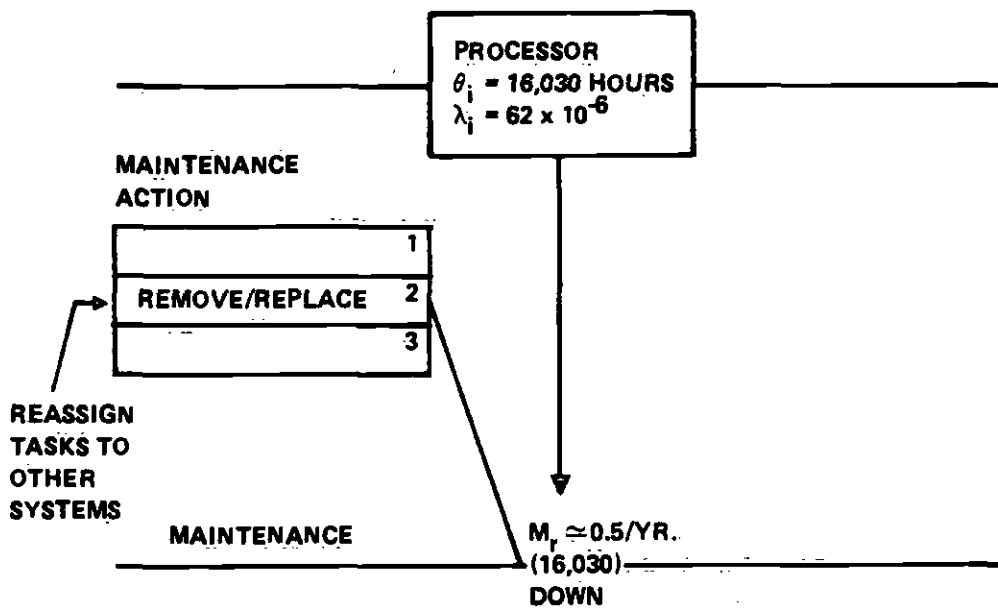 PROCESSOR
θi = 16,030 HOURS
λi = 62 x 10^-6
MAINTENANCE
ACTION
1
REMOVE/REPLACE 2
3
REASSIGN
TASKS TO
OTHER
SYSTEMS
MAINTENANCE
Mr ≃0.5/YR.
(16,030)
DOWN